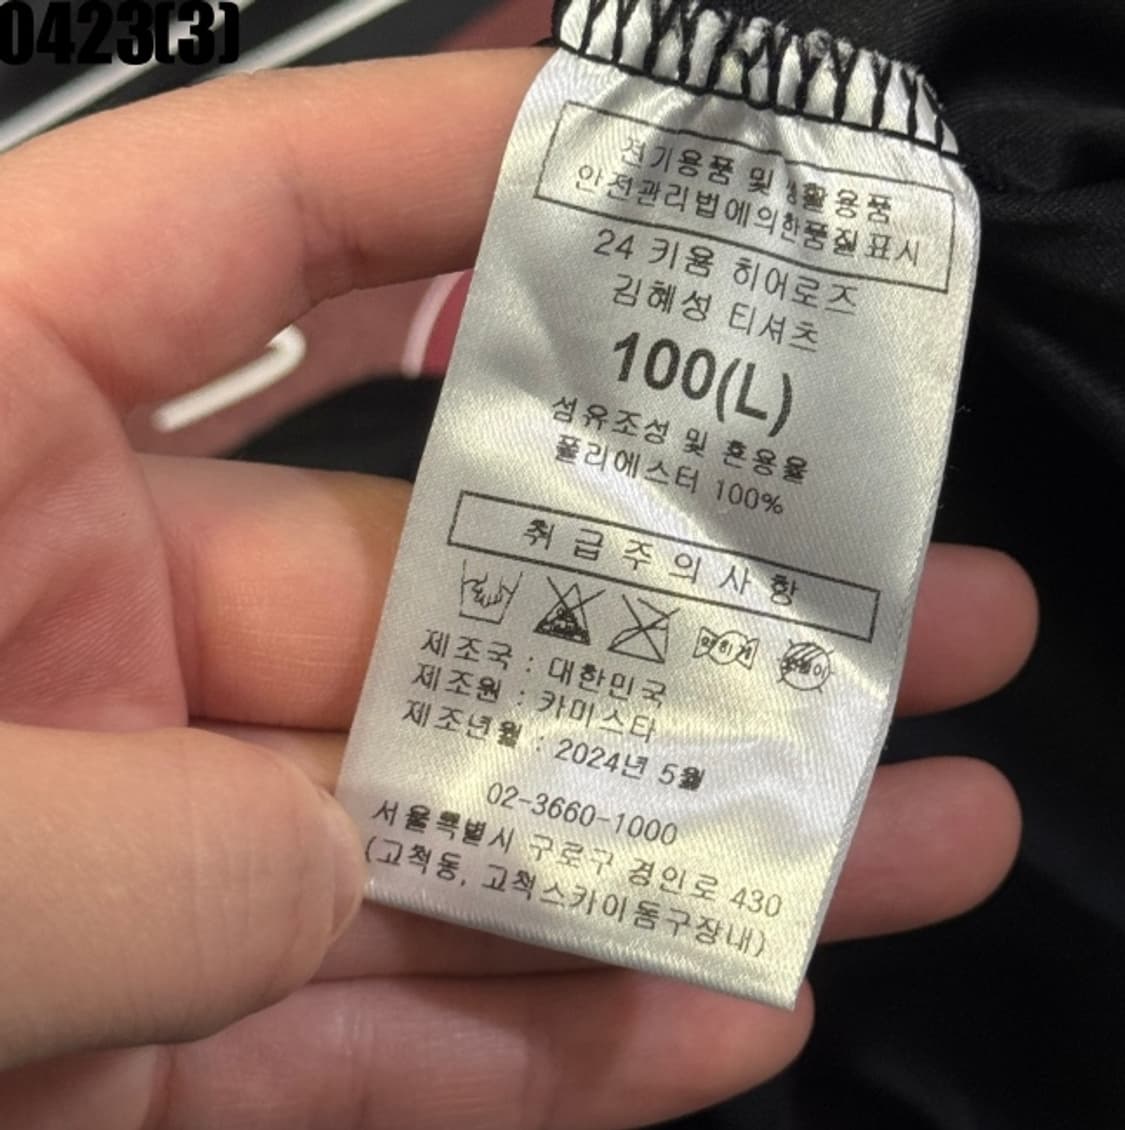 0423(3)
전기용품 및 생활용품
안전관리법에의한품질표시
24 키움 히어로즈
김혜성 티셔츠
100(L)
섬유조성 및 혼용율
폴리에스터 100%
취급주의사항
약하게
제조국 : 대한민국
제조원 : 카미스타
제조년월 : 2024년 5월
02-3660-1000
서울특별시 구로구 경인로 430
(고척동, 고척스카이돔구장내)